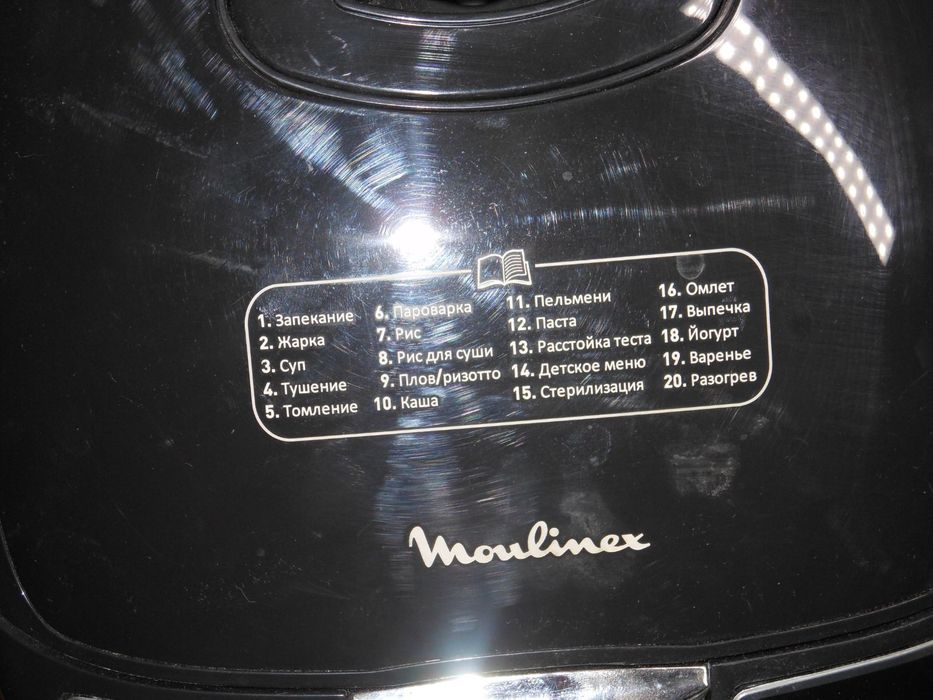 1. Запекание
2. Жарка
3. Суп
4. Тушение
5. Томление
6. Пароварка
7. Рис
8. Рис для суши
9. Плов/ризотто
10. Каша
11. Пельмени
12. Паста
13. Расстойка теста
14. Детское меню
15. Стерилизация
16. Омлет
17. Выпечка
18. Йогурт
19. Варенье
20. Разогрев
Moulinex